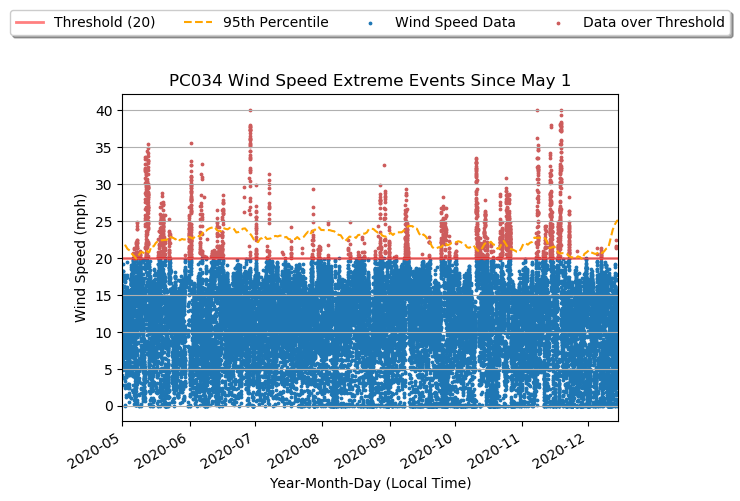 Threshold (20) 95th Percentile Wind Speed Data Data over Threshold
PC034 Wind Speed Extreme Events Since May 1
40
35
30
25
20
15
10
5
0
Wind Speed (mph)
2020-05 2020-06 2020-07 2020-08 2020-09 2020-10 2020-11 2020-12
Year-Month-Day (Local Time)